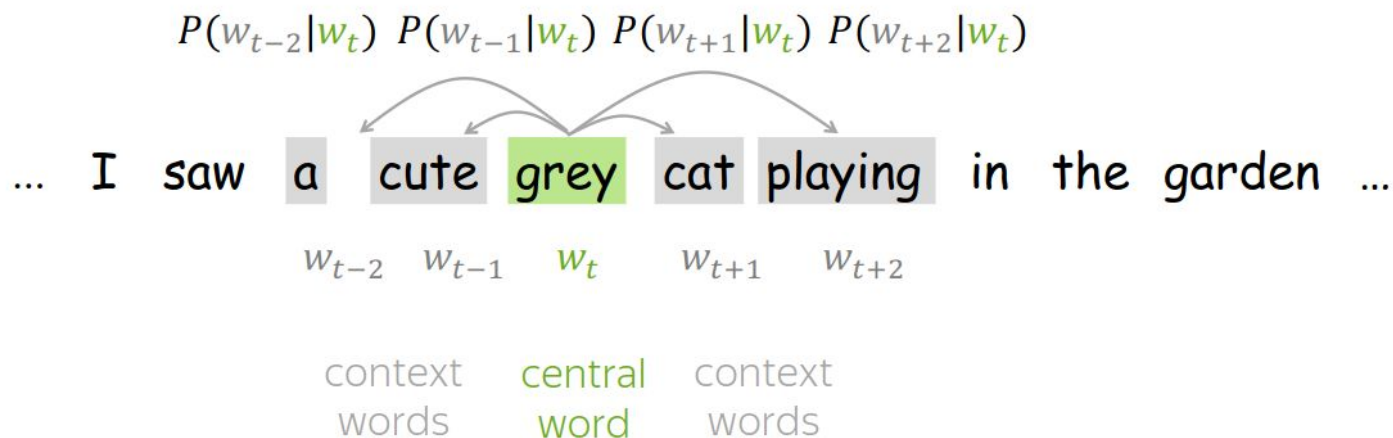 P(w_{t−2}|w_t) P(w_{t−1}|w_t) P(w_{t+1}|w_t) P(w_{t+2}|w_t)
... I saw a cute grey cat playing in the garden ...
w_{t−2} w_{t−1} w_t w_{t+1} w_{t+2}
context central context
words word words